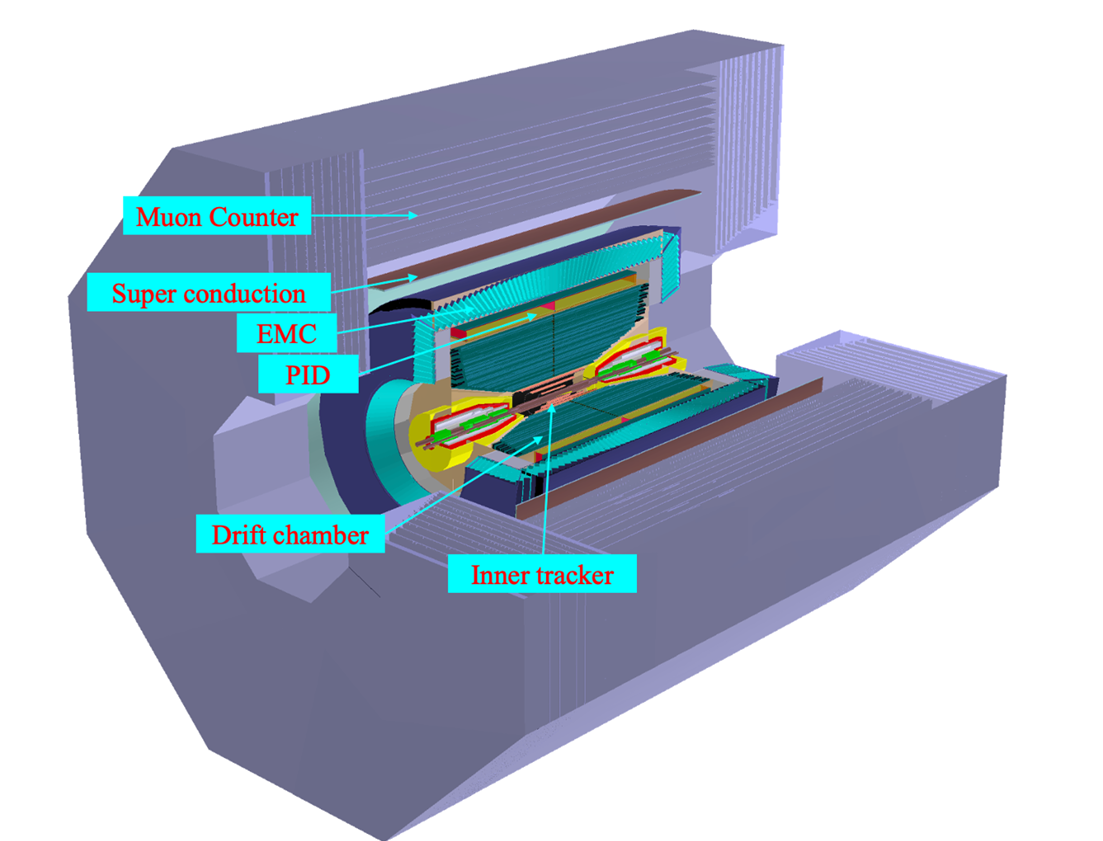 Muon Counter
Super conduction
EMC
PID
Drift chamber
Inner tracker